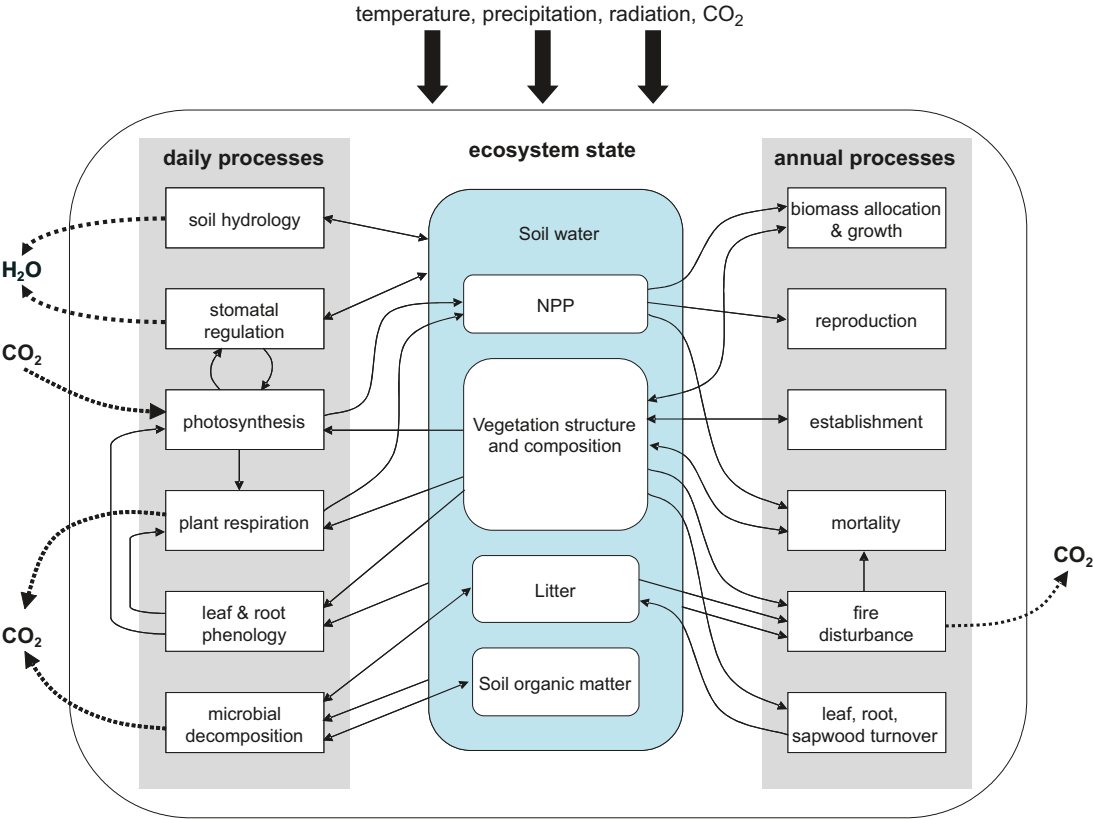 temperature, precipitation, radiation, CO₂
daily processes
soil hydrology
stomatal
regulation
photosynthesis
plant respiration
leaf & root
phenology
microbial
decomposition
H₂O
CO₂
CO₂
ecosystem state
Soil water
NPP
Vegetation structure
and composition
Litter
Soil organic matter
annual processes
biomass allocation
& growth
reproduction
establishment
mortality
fire
disturbance
leaf, root,
sapwood turnover
CO₂